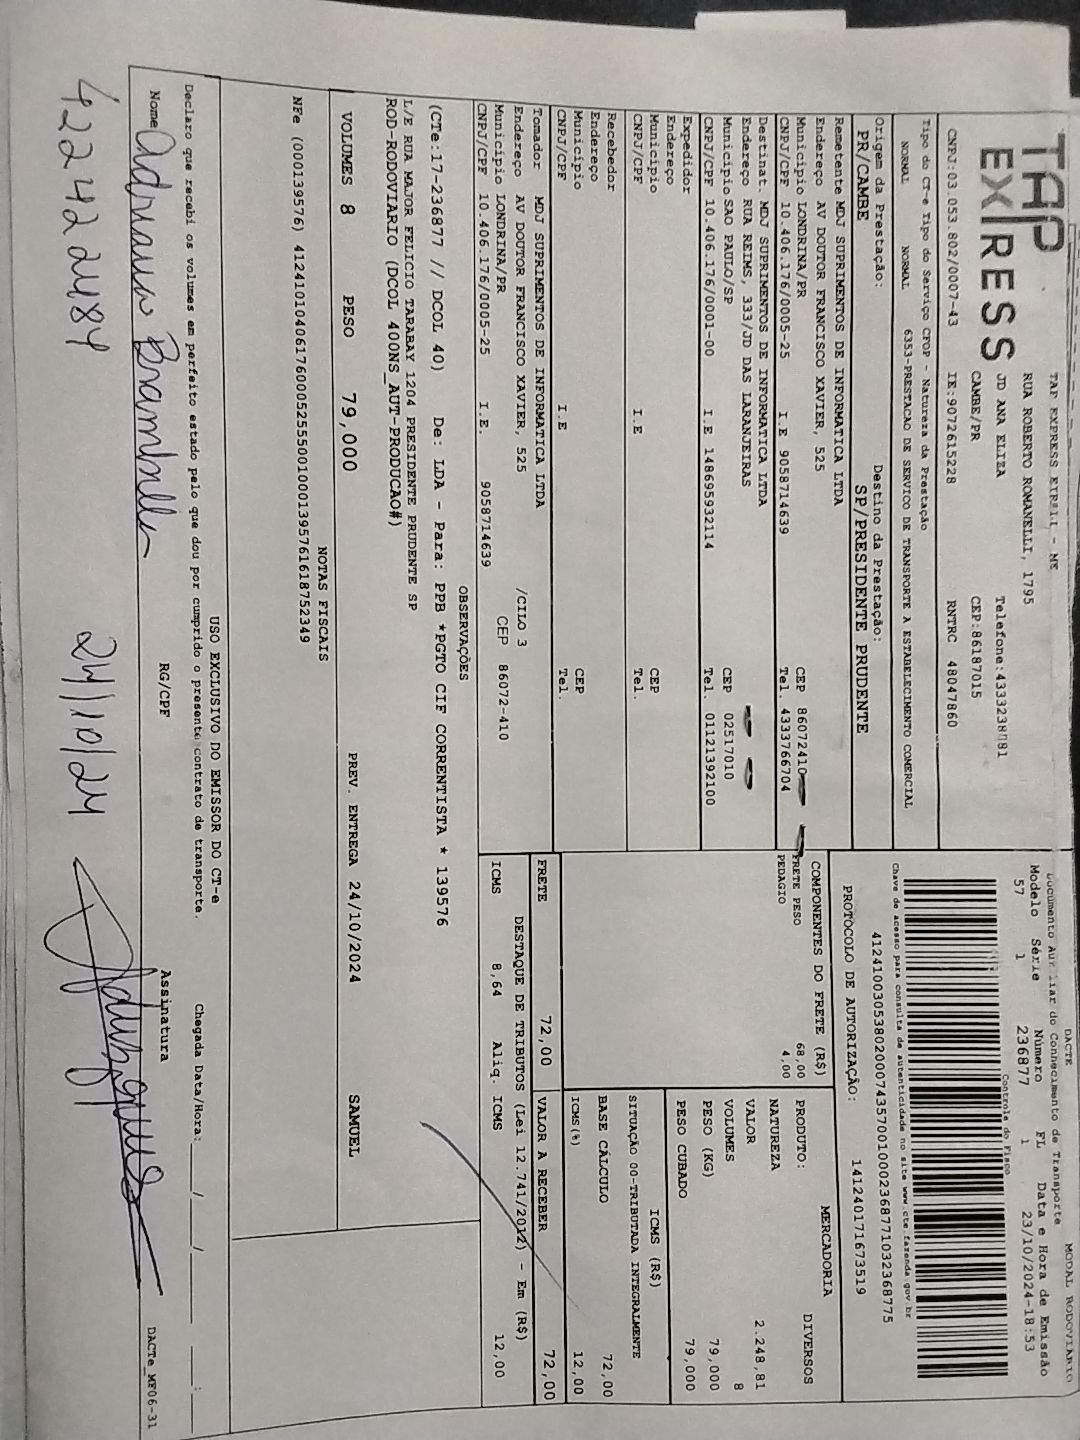 TAP EXPRESS
TAP EXPRESS EIRELI - ME
RUA ROBERTO ROMANELLI, 1795
JD ANA ELIZA
CAMBE/PR
Telefone:4333238081
CEP:86187015
CNPJ:03.053.802/0007-43 IE:9072615228 RNTRC 48047860
Tipo do CT-e Tipo do Serviço CFOP - Natureza da Prestação
NORMAL NORMAL 6353-PRESTACAO DE SERVICO DE TRANSPORTE A ESTABELECIMENTO COMERCIAL
Origem da Prestação: Destino da Prestação:
PR/CAMBE SP/PRESIDENTE PRUDENTE
DACTE MODAL RODOVIARIO
Documento Auxiliar do Conhecimento de Transporte
Modelo Série Número FL Data e Hora de Emissão
57 1 236877 1 23/10/2024-18:53
Controle do Fisco
Chave de acesso para consulta de autenticidade no site www.cte.fazenda.gov.br
41241003053802000743570010002368771032368775
PROTOCOLO DE AUTORIZAÇÃO: 141240171673519
Remetente MDJ SUPRIMENTOS DE INFORMATICA LTDA
Endereço AV DOUTOR FRANCISCO XAVIER, 525
Município LONDRINA/PR CEP 86072410
CNPJ/CPF 10.406.176/0005-25 I.E 9058714639 Tel. 4333766704
Destinat. MDJ SUPRIMENTOS DE INFORMATICA LTDA
Endereço RUA REIMS, 333/JD DAS LARANJEIRAS
Município SAO PAULO/SP CEP 02517010
CNPJ/CPF 10.406.176/0001-00 I.E 148695932114 Tel. 01121392100
Expedidor
Endereço
Município CEP
CNPJ/CPF I.E Tel.
Recebedor
Endereço
Município CEP
CNPJ/CPF I.E Tel.
Tomador MDJ SUPRIMENTOS DE INFORMATICA LTDA
Endereço AV DOUTOR FRANCISCO XAVIER, 525 /CILO 3
Município LONDRINA/PR CEP 86072-410
CNPJ/CPF 10.406.176/0005-25 I.E. 9058714639
COMPONENTES DO FRETE (R$)
FRETE PESO 68,00
PEDAGIO 4,00
MERCADORIA
PRODUTO: DIVERSOS
NATUREZA
VALOR 2.248,81
VOLUMES 8
PESO (KG) 79,000
PESO CUBADO 79,000
ICMS (R$)
SITUAÇÃO 00-TRIBUTADA INTEGRALMENTE
BASE CÁLCULO 72,00
ICMS(%) 12,00
FRETE 72,00 VALOR A RECEBER 72,00
DESTAQUE DE TRIBUTOS (Lei 12.741/2012) - Em (R$)
ICMS 8,64 Aliq. ICMS 12,00
OBSERVAÇÕES
(CTe:17-236877 // DCOL 40) De: LDA - Para: PPB *PGTO CIF CORRENTISTA * 139576
L/E RUA MAJOR FELICIO TARABAY 1204 PRESIDENTE PRUDENTE SP
ROD-RODOVIARIO (DCOL 400NS_AUT-PRODUCAO#)
VOLUMES 8 PESO 79,000 PREV. ENTREGA 24/10/2024 SAMUEL
NOTAS FISCAIS
NFe (000139576) 41241010406176000525550010001395761618752349
USO EXCLUSIVO DO EMISSOR DO CT-e
Declaro que recebi os volumes em perfeito estado pelo que dou por cumprido o presente contrato de transporte. Chegada Data/Hora: / / :
Nome Adriano RG/CPF Assinatura DACTe_MF06-31
422422484 24/10/24